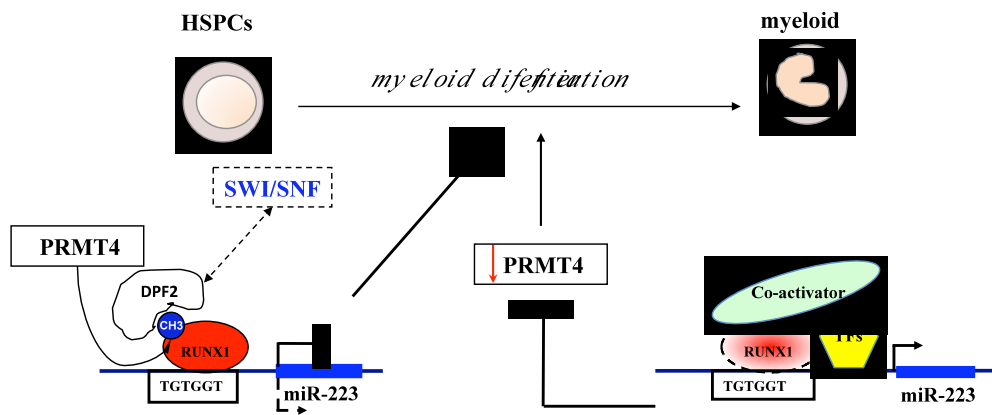 HSPCs
myeloid
SWI/SNF
PRMT4
DPF2
CH3
RUNX1
TGTGGT
miR-223
PRMT4
Co-activator
TFs
RUNX1
TGTGGT
miR-223